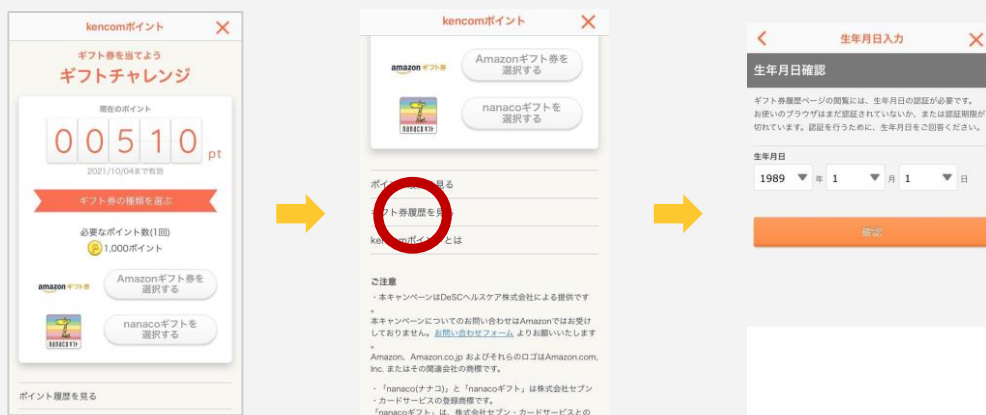 kencomポイント
ギフト券を当てよう
ギフトチャレンジ
現在のポイント
00510 pt
2021/10/04まで有効
ギフト券の種類を選ぶ
必要なポイント数(1回)
1,000ポイント
amazon ギフト券
Amazonギフト券を
選択する
nanacoギフト
nanacoギフトを
選択する
ポイント履歴を見る
kencomポイント
amazon ギフト券
Amazonギフト券を
選択する
nanacoギフト
nanacoギフトを
選択する
ポイ
見る
フト券履歴を見
ken
とは
ご注意
・本キャンペーンはDeSCヘルスケア株式会社による提供です
。
本キャンペーンについてのお問い合わせはAmazonではお受け
しておりません。お問い合わせフォーム よりお願いいたします
。
Amazon、Amazon.co.jp およびそれらのロゴはAmazon.com,
Inc. またはその関連会社の商標です。
・「nanaco(ナナコ)」と「nanacoギフト」は株式会社セブン
・カードサービスの登録商標です。
「nanacoギフト」は、株式会社セブン・カードサービスとの
生年月日入力
生年月日確認
ギフト券履歴ページの閲覧には、生年月日の認証が必要です。
お使いのブラウザはまだ認証されていないか、または認証期限が
切れています。認証を行うために、生年月日をご回答ください。
生年月日
1989 年 1 月 1 日
確認